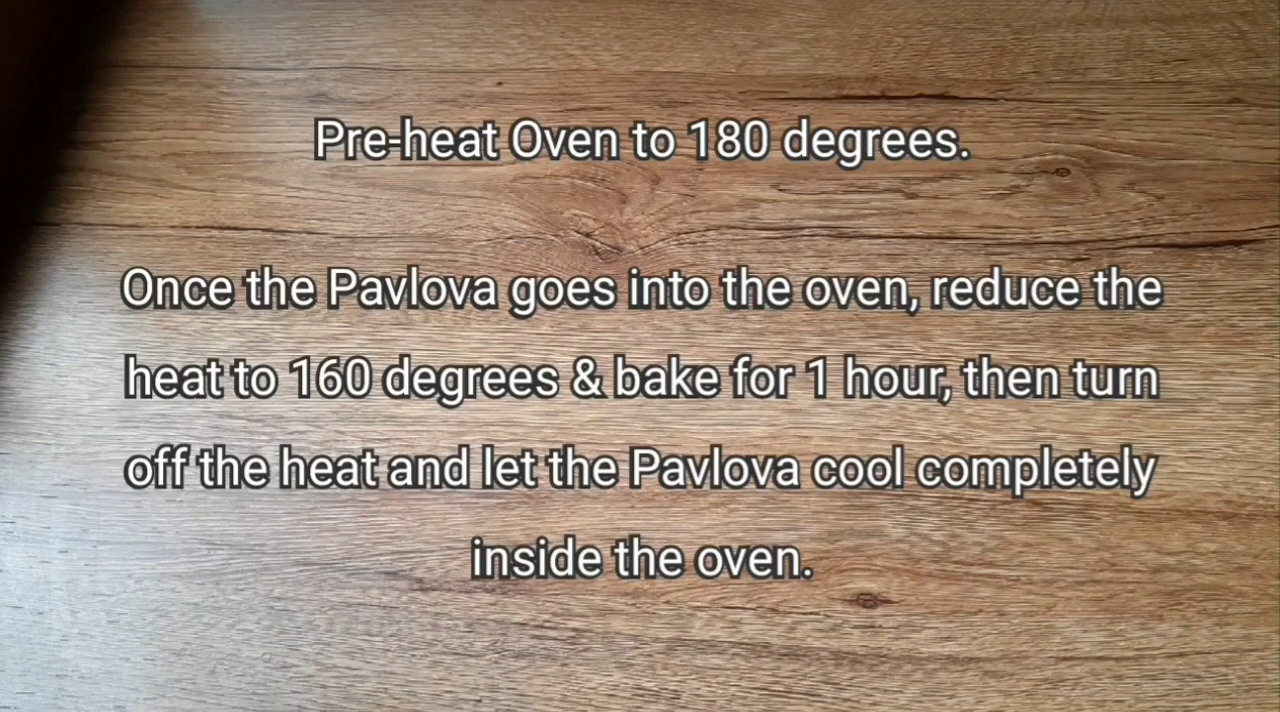 Pre-heat Oven to 180 degrees.
Once the Pavlova goes into the oven, reduce the
heat to 160 degrees & bake for 1 hour, then turn
off the heat and let the Pavlova cool completely
inside the oven.